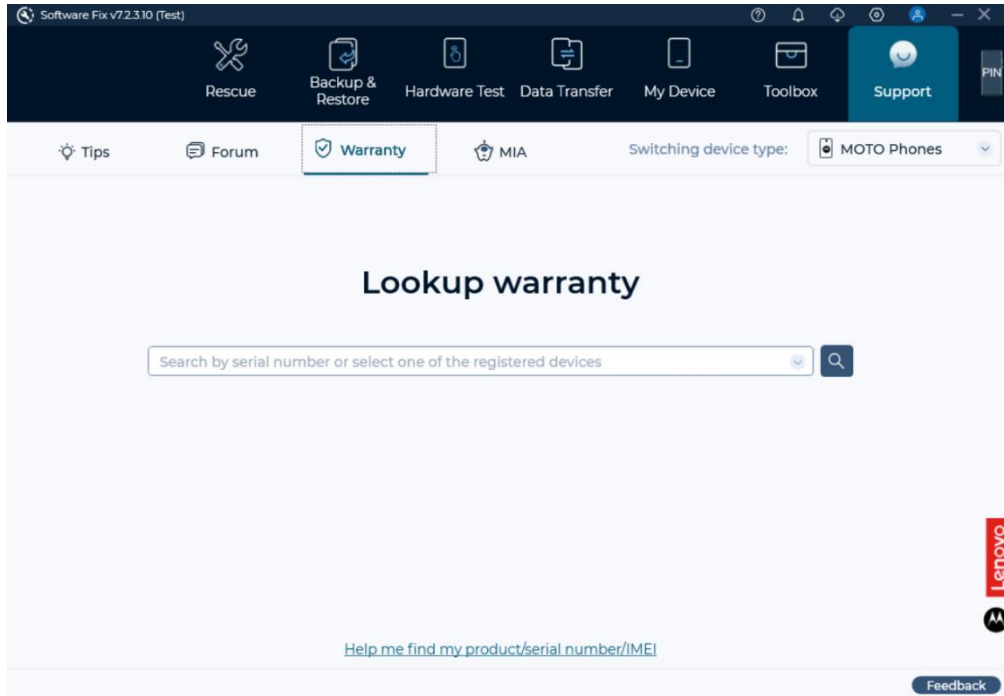 Software Fix v7.2.3.10 (Test)
Rescue
Backup &
Restore
Hardware Test
Data Transfer
My Device
Toolbox
Support
PIN
Tips
Forum
Warranty
MIA
Switching device type:
MOTO Phones
Lookup warranty
Search by serial number or select one of the registered devices
Lenovo
Help me find my product/serial number/IMEI
Feedback